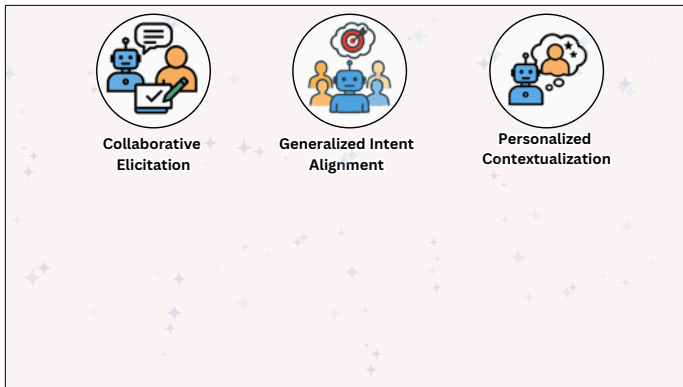 Collaborative
Elicitation
Generalized Intent
Alignment
Personalized
Contextualization